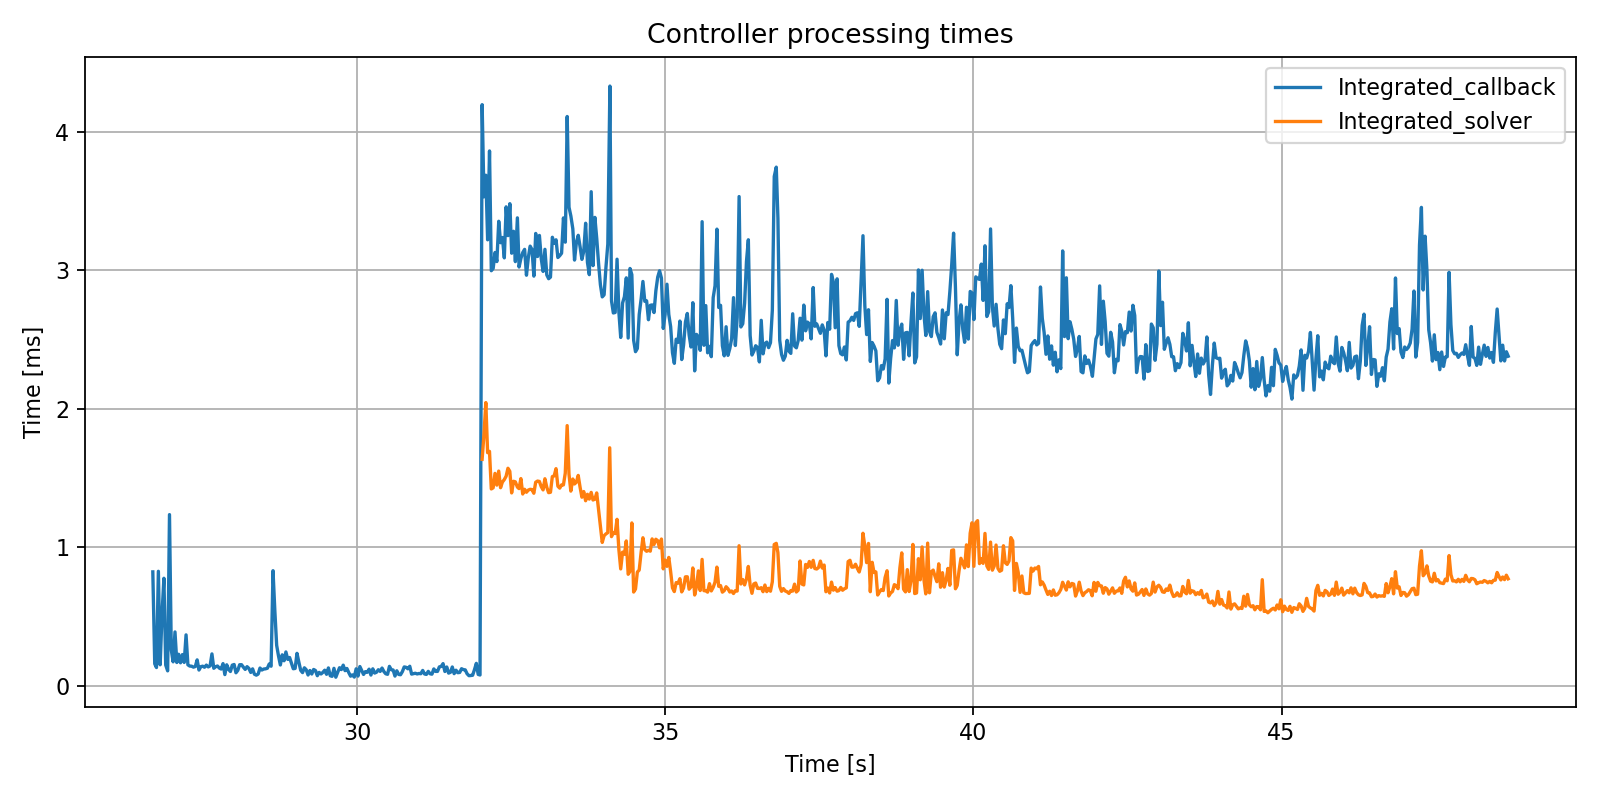 Controller processing times
Integrated_callback
Integrated_solver
Time [ms]
4
3
2
1
0
30
35
40
45
Time [s]